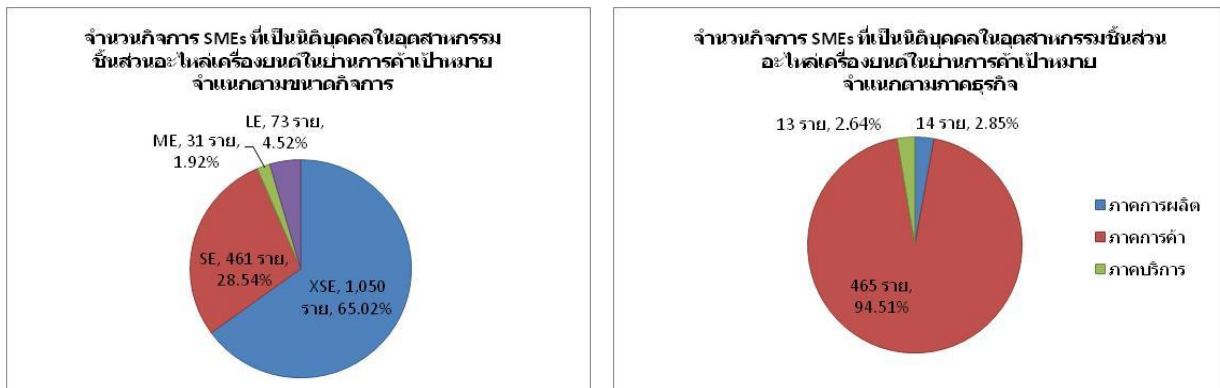 จำนวนกิจการ SMEs ที่เป็นนิติบุคคลในอุตสาหกรรม
ชิ้นส่วนอะไหล่เครื่องยนต์ในย่านการค้าเป้าหมาย
จำแนกตามขนาดกิจการ
LE, 73 ราย,
4.52%
ME, 31 ราย,
1.92%
SE, 461 ราย,
28.54%
XSE, 1,050
ราย, 65.02%
จำนวนกิจการ SMEs ที่เป็นนิติบุคคลในอุตสาหกรรมชิ้นส่วน
อะไหล่เครื่องยนต์ในย่านการค้าเป้าหมาย
จำแนกตามภาคธุรกิจ
13 ราย, 2.64%
14 ราย, 2.85%
465 ราย,
94.51%
ภาคการผลิต
ภาคการค้า
ภาคบริการ